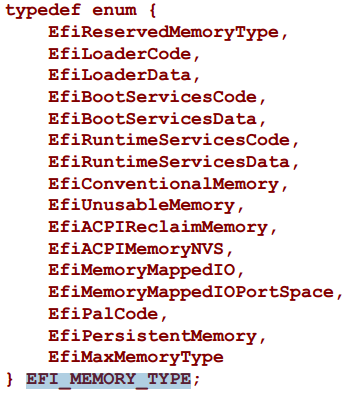 typedef enum {
EfiReservedMemoryType,
EfiLoaderCode,
EfiLoaderData,
EfiBootServicesCode,
EfiBootServicesData,
EfiRuntimeServicesCode,
EfiRuntimeServicesData,
EfiConventionalMemory,
EfiUnusableMemory,
EfiACPIReclaimMemory,
EfiACPIMemoryNVS,
EfiMemoryMappedIO,
EfiMemoryMappedIOPortSpace,
EfiPalCode,
EfiPersistentMemory,
EfiMaxMemoryType
} EFI_MEMORY_TYPE;